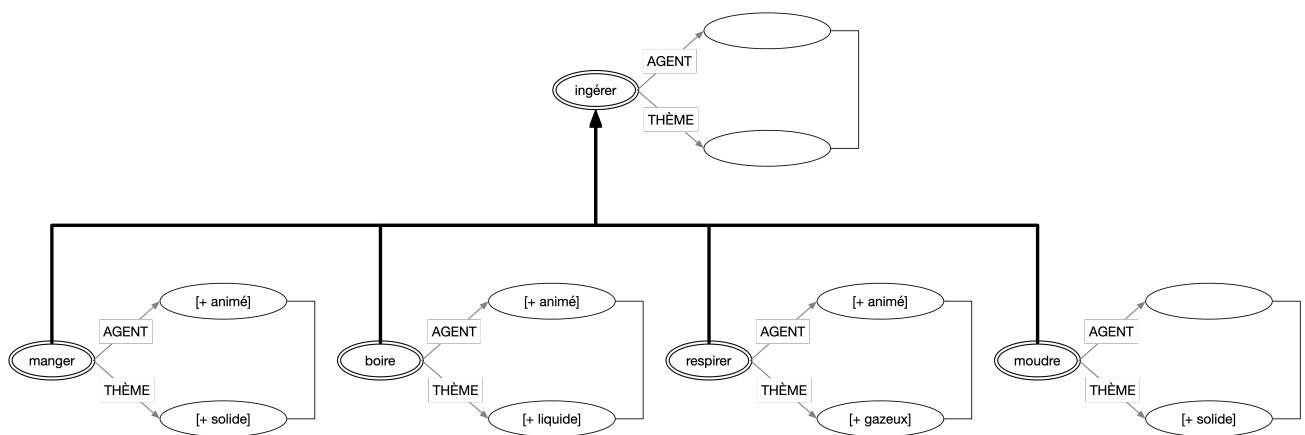 AGENT
ingérer
THÈME
[+ animé] [+ animé] [+ animé]
AGENT AGENT AGENT AGENT
manger boire respirer moudre
THÈME THÈME THÈME THÈME
[+ solide] [+ liquide] [+ gazeux] [+ solide]